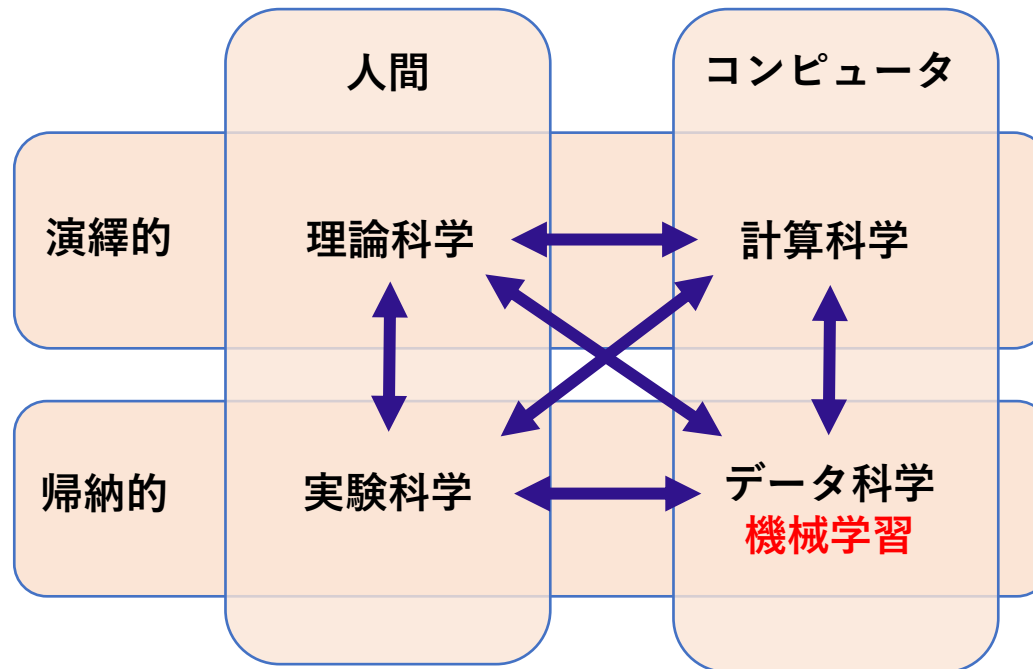 人間
コンピュータ
演繹的
理論科学
計算科学
帰納的
実験科学
データ科学
機械学習